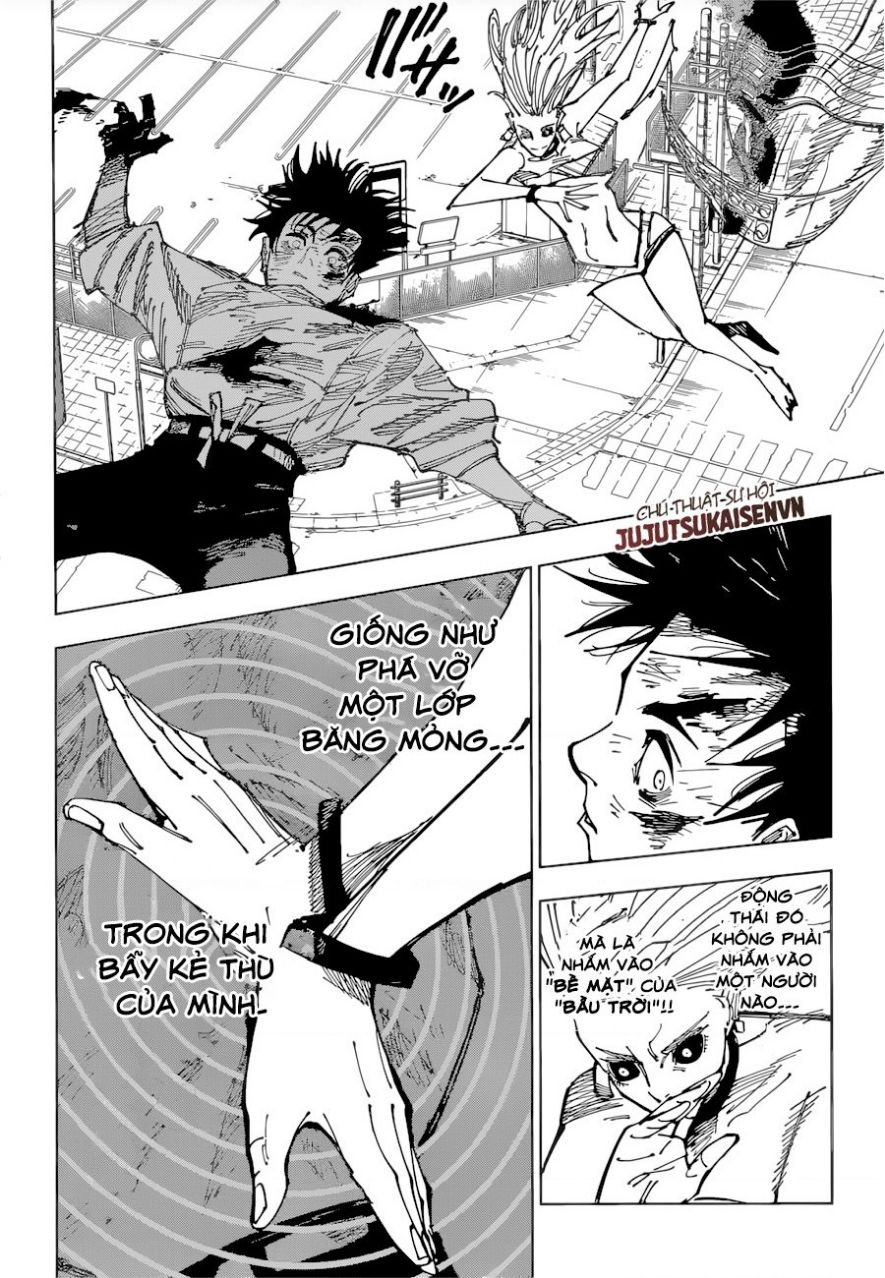 バサッ
CHÚ-THUẬT-SƯ HỘI
JUJUTSUKAISENVN
ĐỘNG
THÁI ĐÓ
KHÔNG PHẢI
NHẮM VÀO
MỘT NGƯỜI
NÀO...
MÀ LÀ
NHẮM VÀO
"BỀ MẶT" CỦA
"BẦU TRỜI"!!
GIỐNG NHƯ
PHÁ VỠ
MỘT LỚP
BĂNG MỎNG...
TRONG KHI
BẪY KẺ THÙ
CỦA MÌNH